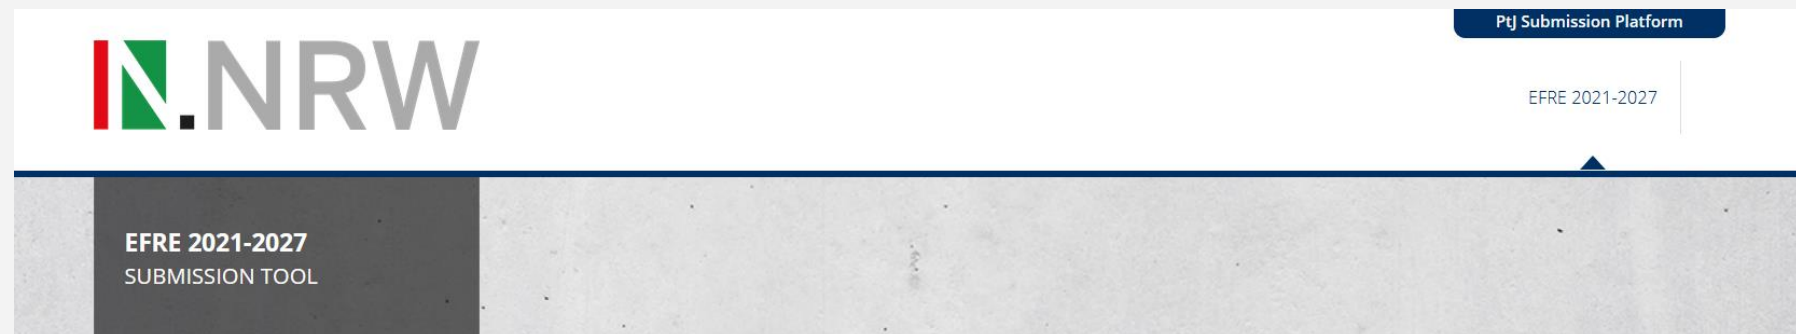 PtJ Submission Platform
IN.NRW
EFRE 2021-2027
EFRE 2021-2027
SUBMISSION TOOL